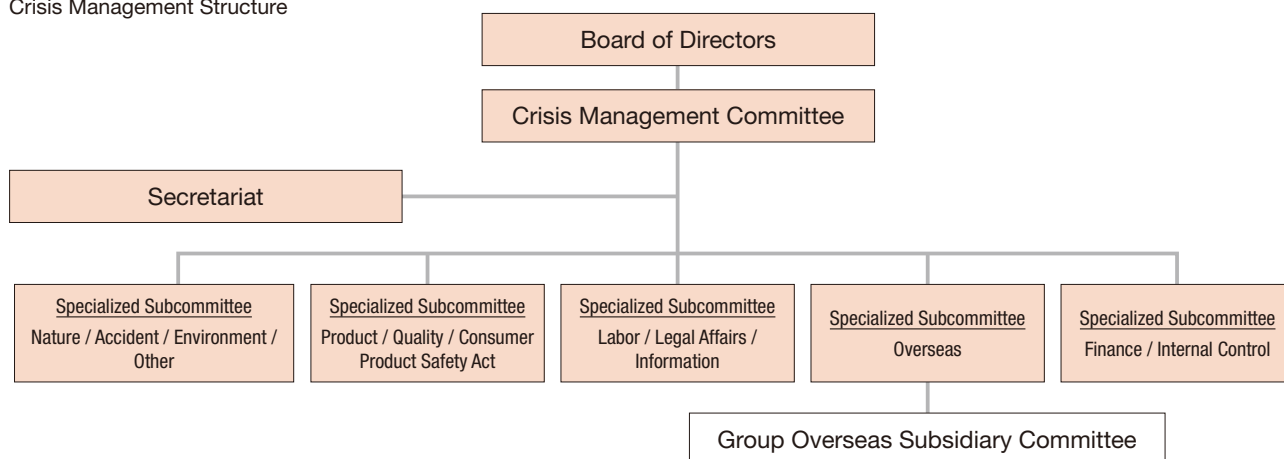 Crisis Management Structure
Board of Directors
Crisis Management Committee
Secretariat
Specialized Subcommittee
Nature / Accident / Environment /
Other
Specialized Subcommittee
Product / Quality / Consumer
Product Safety Act
Specialized Subcommittee
Labor / Legal Affairs /
Information
Specialized Subcommittee
Overseas
Specialized Subcommittee
Finance / Internal Control
Group Overseas Subsidiary Committee